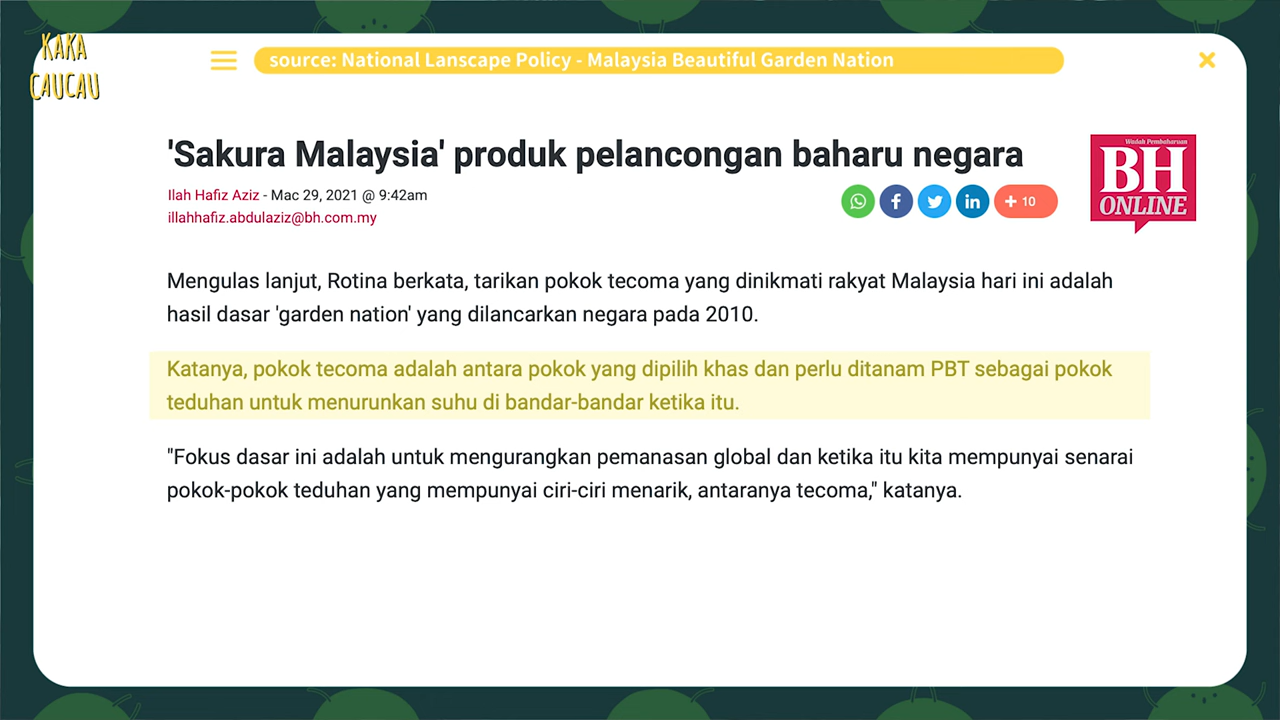 KAKA
CAUCAU
source: National Lanscape Policy - Malaysia Beautiful Garden Nation
'Sakura Malaysia' produk pelancongan baharu negara
Ilah Hafiz Aziz - Mac 29, 2021 @ 9:42am
illahhafiz.abdulaziz@bh.com.my
+ 10
Wadah Pembaharuan
BH
ONLINE
Mengulas lanjut, Rotina berkata, tarikan pokok tecoma yang dinikmati rakyat Malaysia hari ini adalah
hasil dasar 'garden nation' yang dilancarkan negara pada 2010.
Katanya, pokok tecoma adalah antara pokok yang dipilih khas dan perlu ditanam PBT sebagai pokok
teduhan untuk menurunkan suhu di bandar-bandar ketika itu.
"Fokus dasar ini adalah untuk mengurangkan pemanasan global dan ketika itu kita mempunyai senarai
pokok-pokok teduhan yang mempunyai ciri-ciri menarik, antaranya tecoma," katanya.